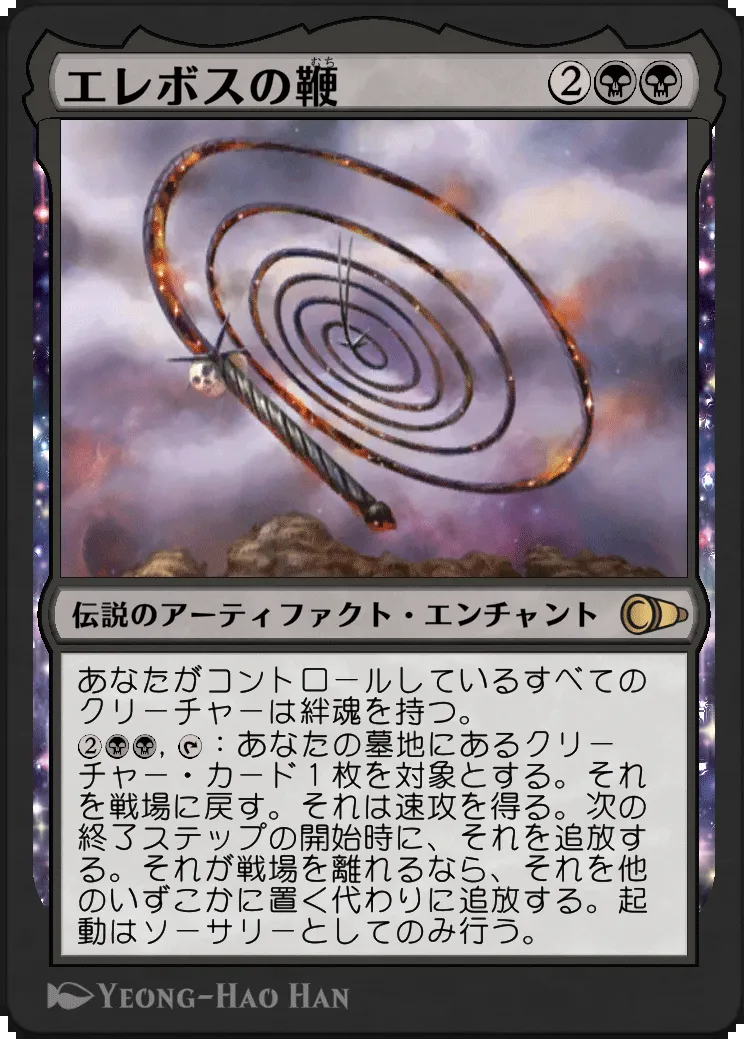 エレボスの鞭 2
むち
伝説のアーティファクト・エンチャント
あなたがコントロールしているすべての
クリーチャーは絆魂を持つ。
2, : あなたの墓地にあるクリー
チャー・カード１枚を対象とする。それ
を戦場に戻す。それは速攻を得る。次の
終了ステップの開始時に、それを追放す
る。それが戦場を離れるなら、それを他
のいずこかに置く代わりに追放する。起
動はソーサリーとしてのみ行う。
YEONG-HAO HAN